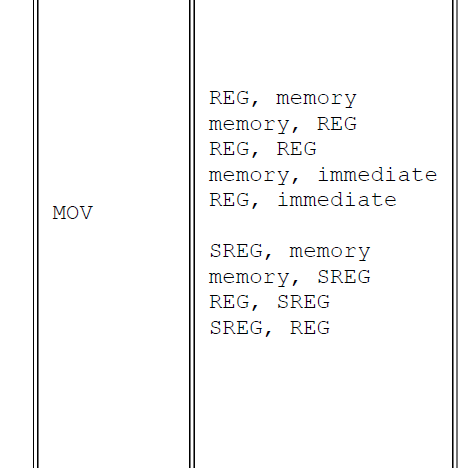 MOV
REG, memory
memory, REG
REG, REG
memory, immediate
REG, immediate
SREG, memory
memory, SREG
REG, SREG
SREG, REG